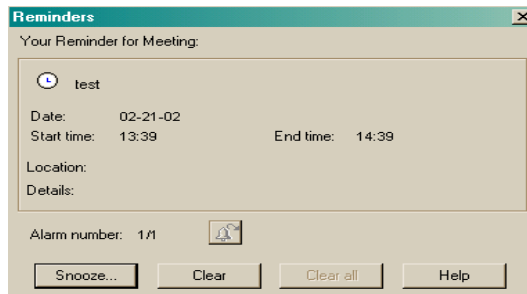 Reminders
Your Reminder for Meeting:
test
Date: 02-21-02
Start time: 13:39 End time: 14:39
Location:
Details:
Alarm number: 1/1
Snooze... Clear Clear all Help